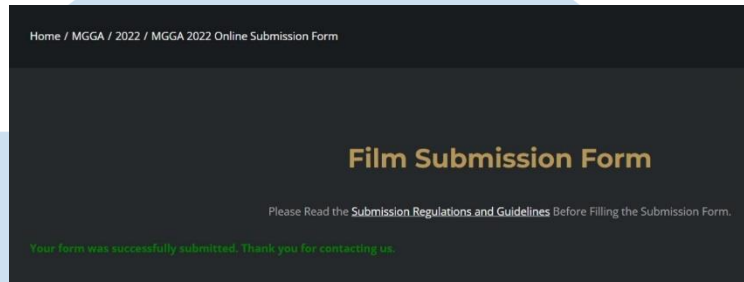 Home / MGGA / 2022 / MGGA 2022 Online Submission Form
Film Submission Form
Please Read the Submission Regulations and Guidelines Before Filling the Submission Form.
Your form was successfully submitted. Thank you for contacting us.